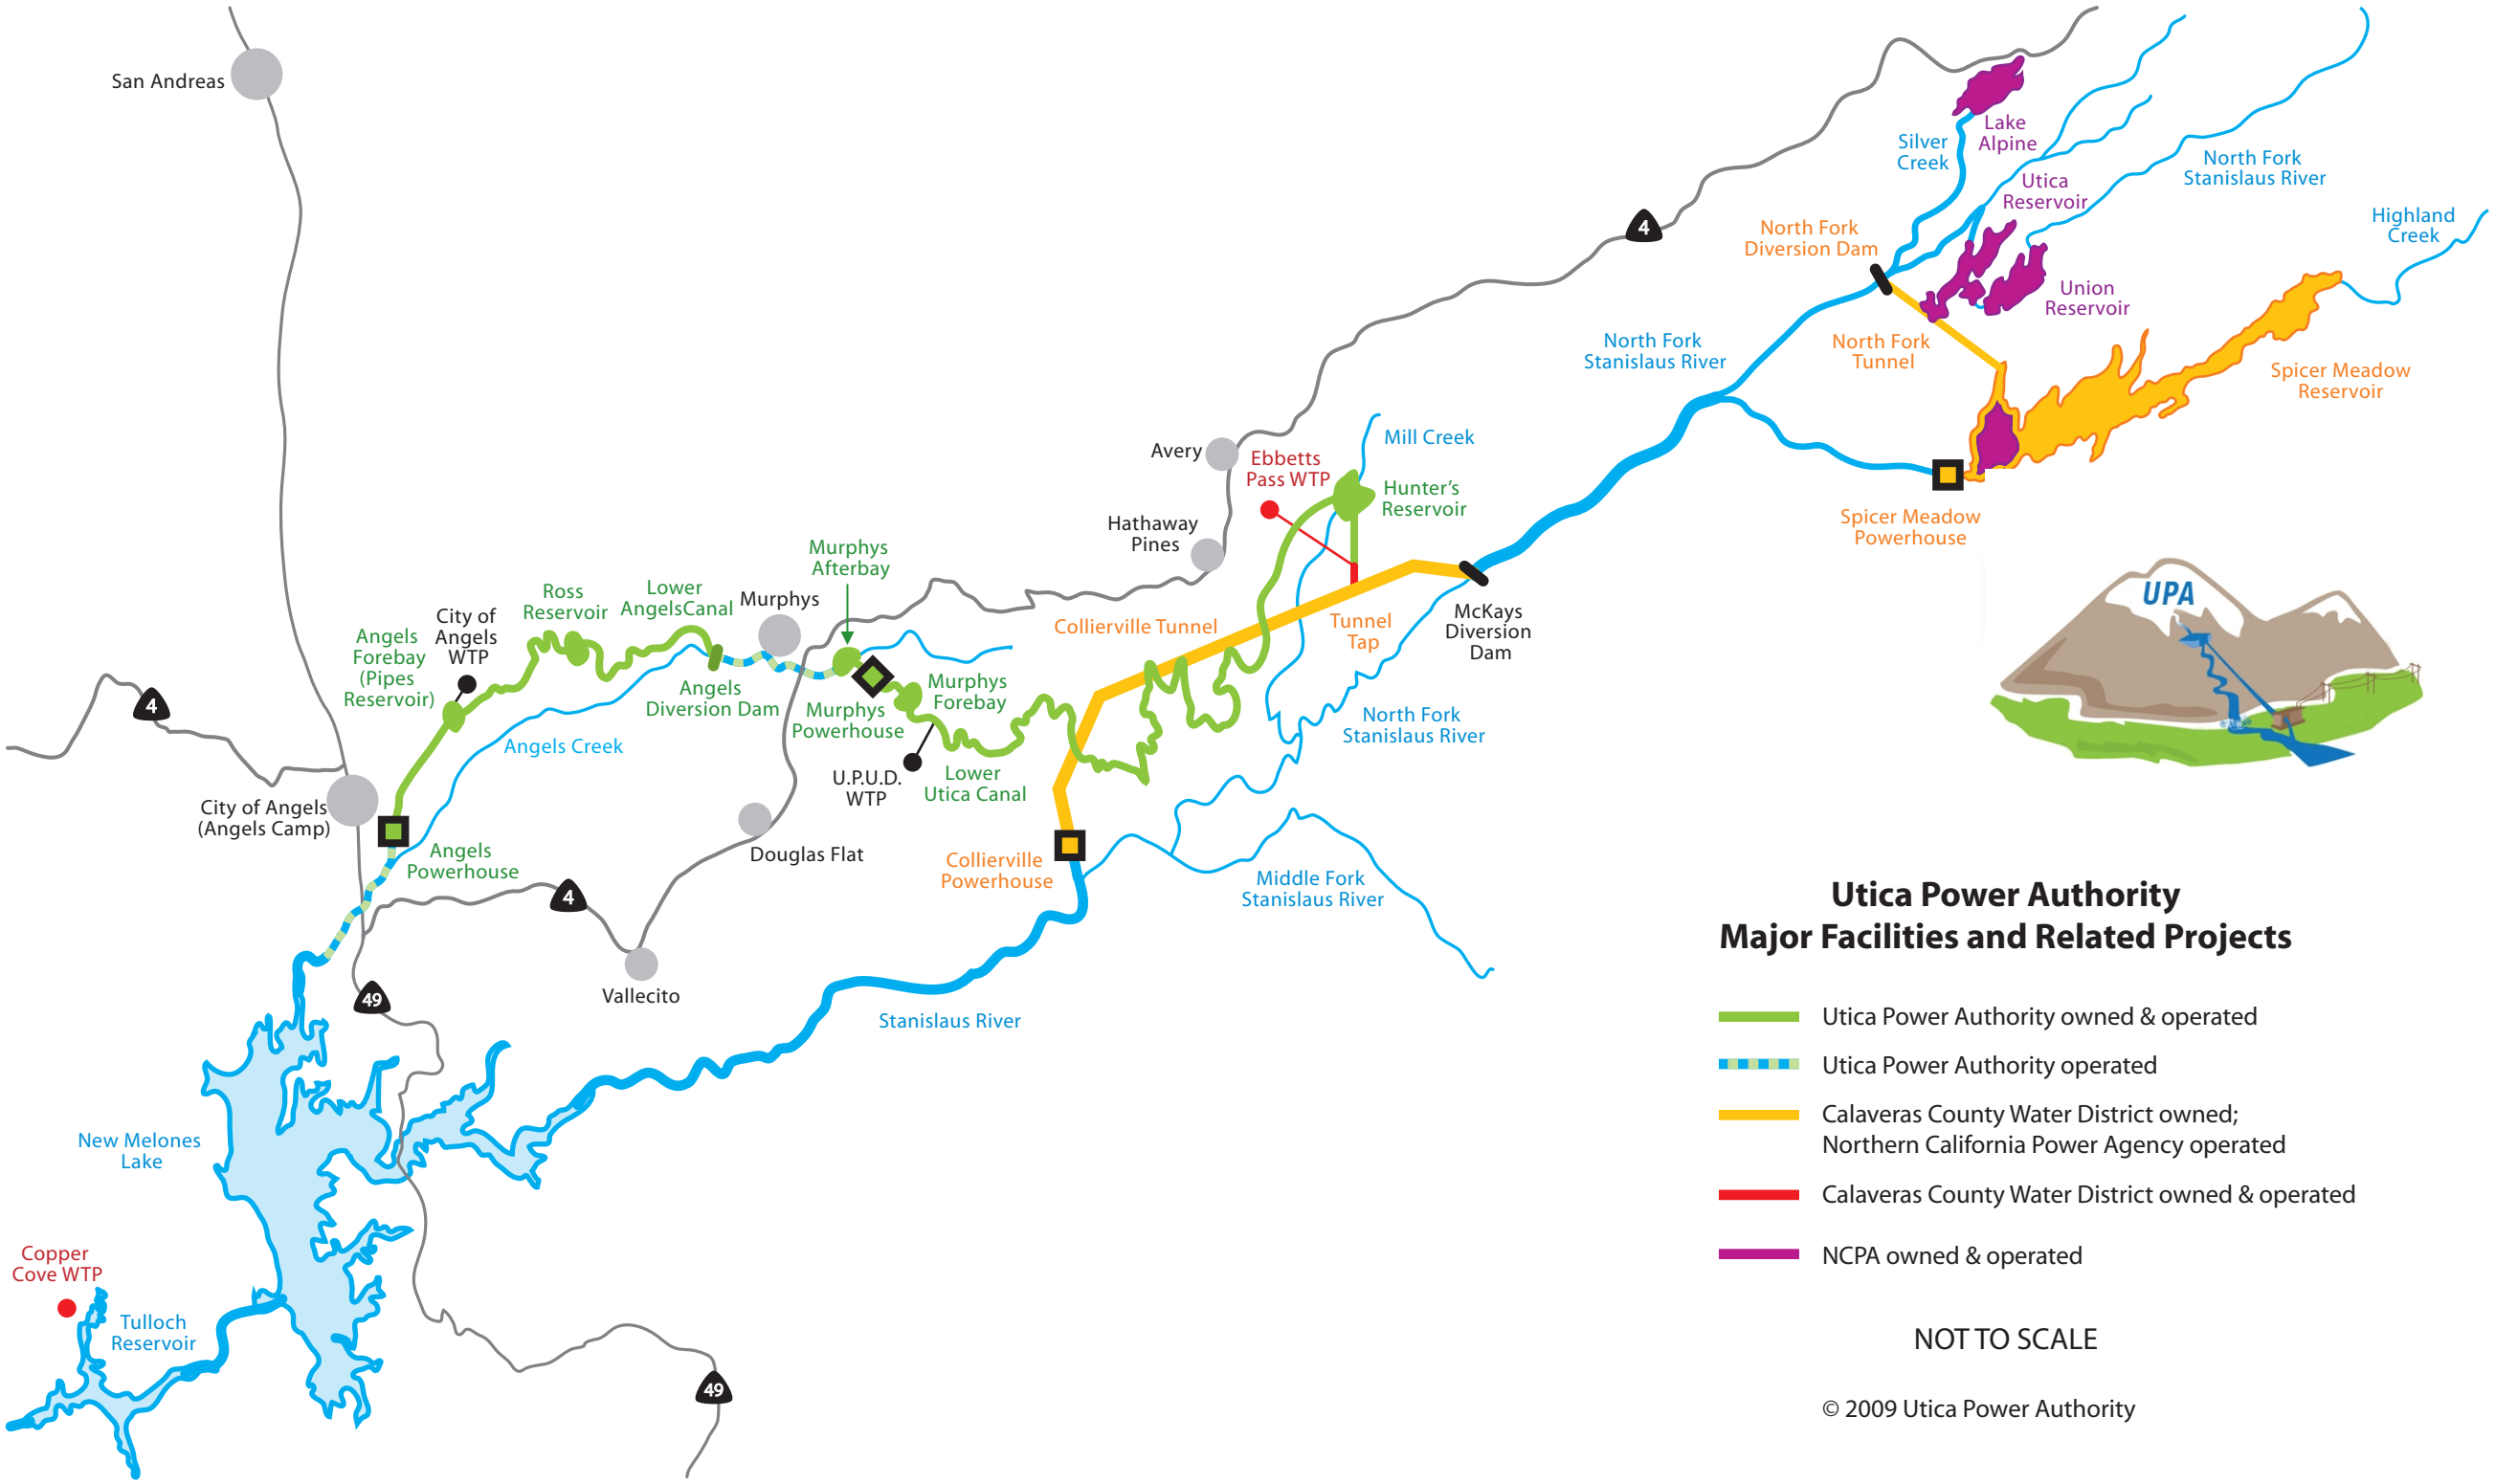 San Andreas
Lake
Alpine
Silver
Creek
North Fork
Stanislaus River
Utica
Reservoir
Highland
Creek
4
North Fork
Diversion Dam
Union
Reservoir
North Fork
Stanislaus River
North Fork
Tunnel
Spicer Meadow
Reservoir
Mill Creek
Avery
Ebbetts
Pass WTP
Hunter's
Reservoir
Hathaway
Pines
Spicer Meadow
Powerhouse
Murphys
Afterbay
UPA
Ross
Reservoir
Lower
AngelsCanal
Murphys
City of
Angels
WTP
Angels
Forebay
(Pipes
Reservoir)
Collierville Tunnel
Tunnel
Tap
McKays
Diversion
Dam
Angels
Diversion Dam
Murphys
Forebay
Murphys
Powerhouse
4
North Fork
Stanislaus River
Angels Creek
U.P.U.D.
WTP
Lower
Utica Canal
City of Angels
(Angels Camp)
Angels
Powerhouse
Douglas Flat
Collierville
Powerhouse
Middle Fork
Stanislaus River
4
Vallecito
49
Stanislaus River
New Melones
Lake
Copper
Cove WTP
Tulloch
Reservoir
49
Utica Power Authority
Major Facilities and Related Projects
Utica Power Authority owned & operated
Utica Power Authority operated
Calaveras County Water District owned;
Northern California Power Agency operated
Calaveras County Water District owned & operated
NCPA owned & operated
NOT TO SCALE
© 2009 Utica Power Authority